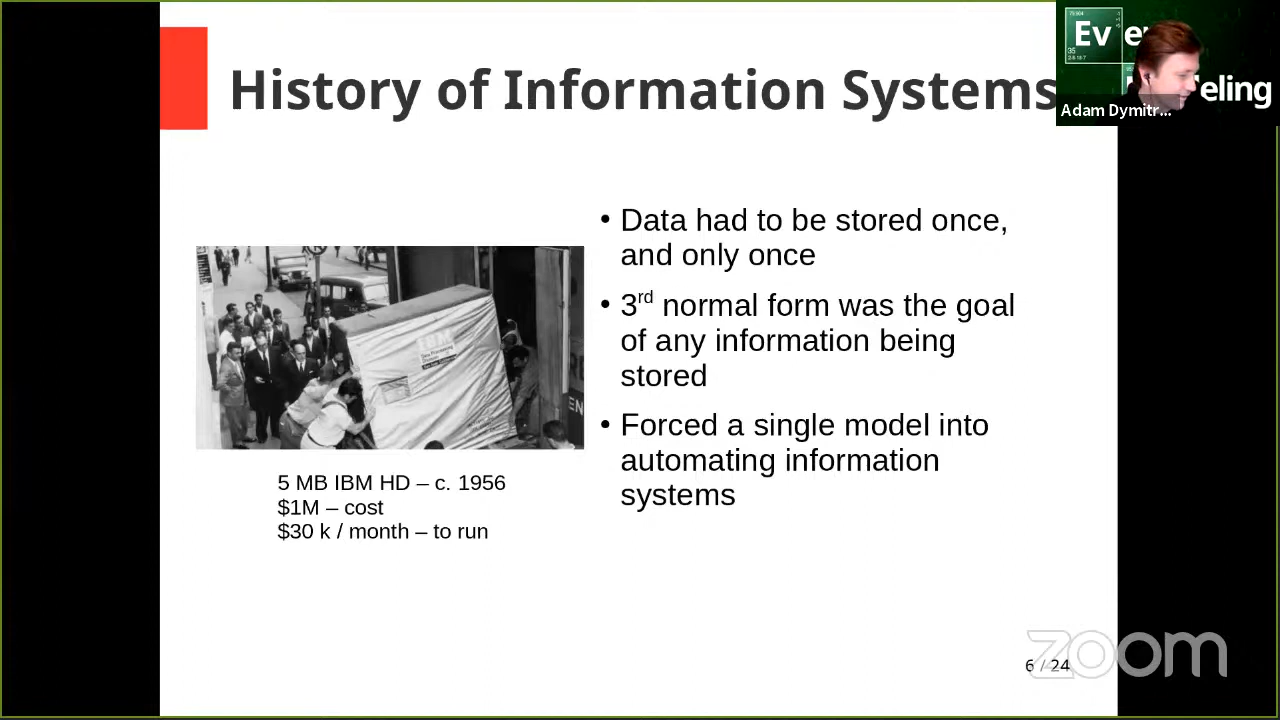 History of Information Systems
Ev
eling
Adam Dymitr...
• Data had to be stored once,
and only once
• 3rd normal form was the goal
of any information being
stored
• Forced a single model into
automating information
systems
5 MB IBM HD – c. 1956
$1M – cost
$30 k / month – to run
6 / 24
zoom